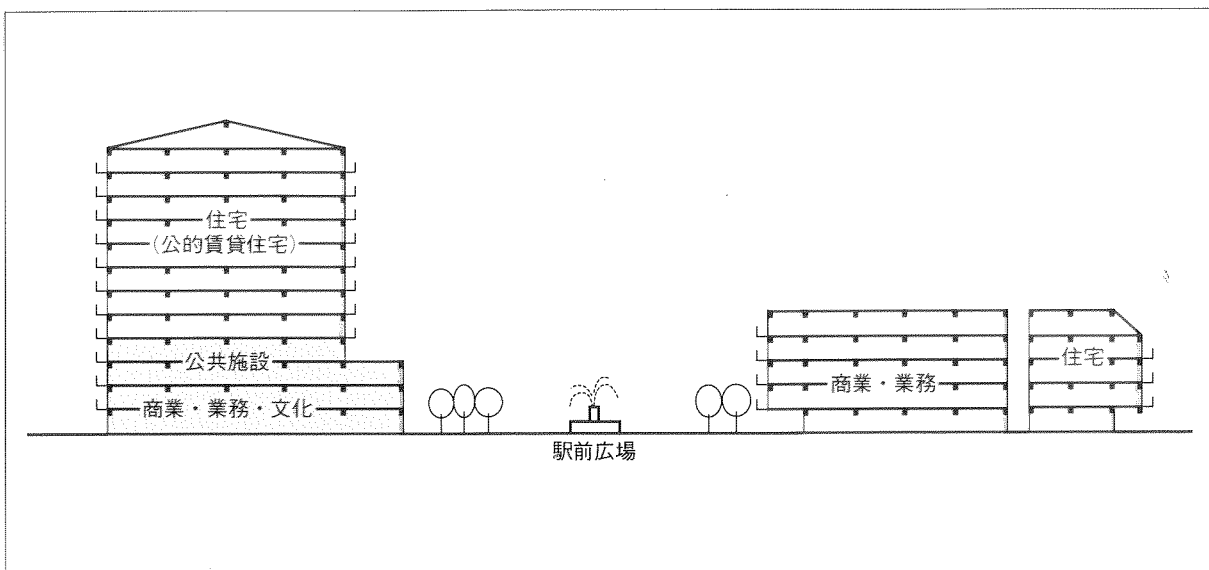 住宅
(公的賃貸住宅)
公共施設
商業・業務・文化
駅前広場
商業・業務
住宅